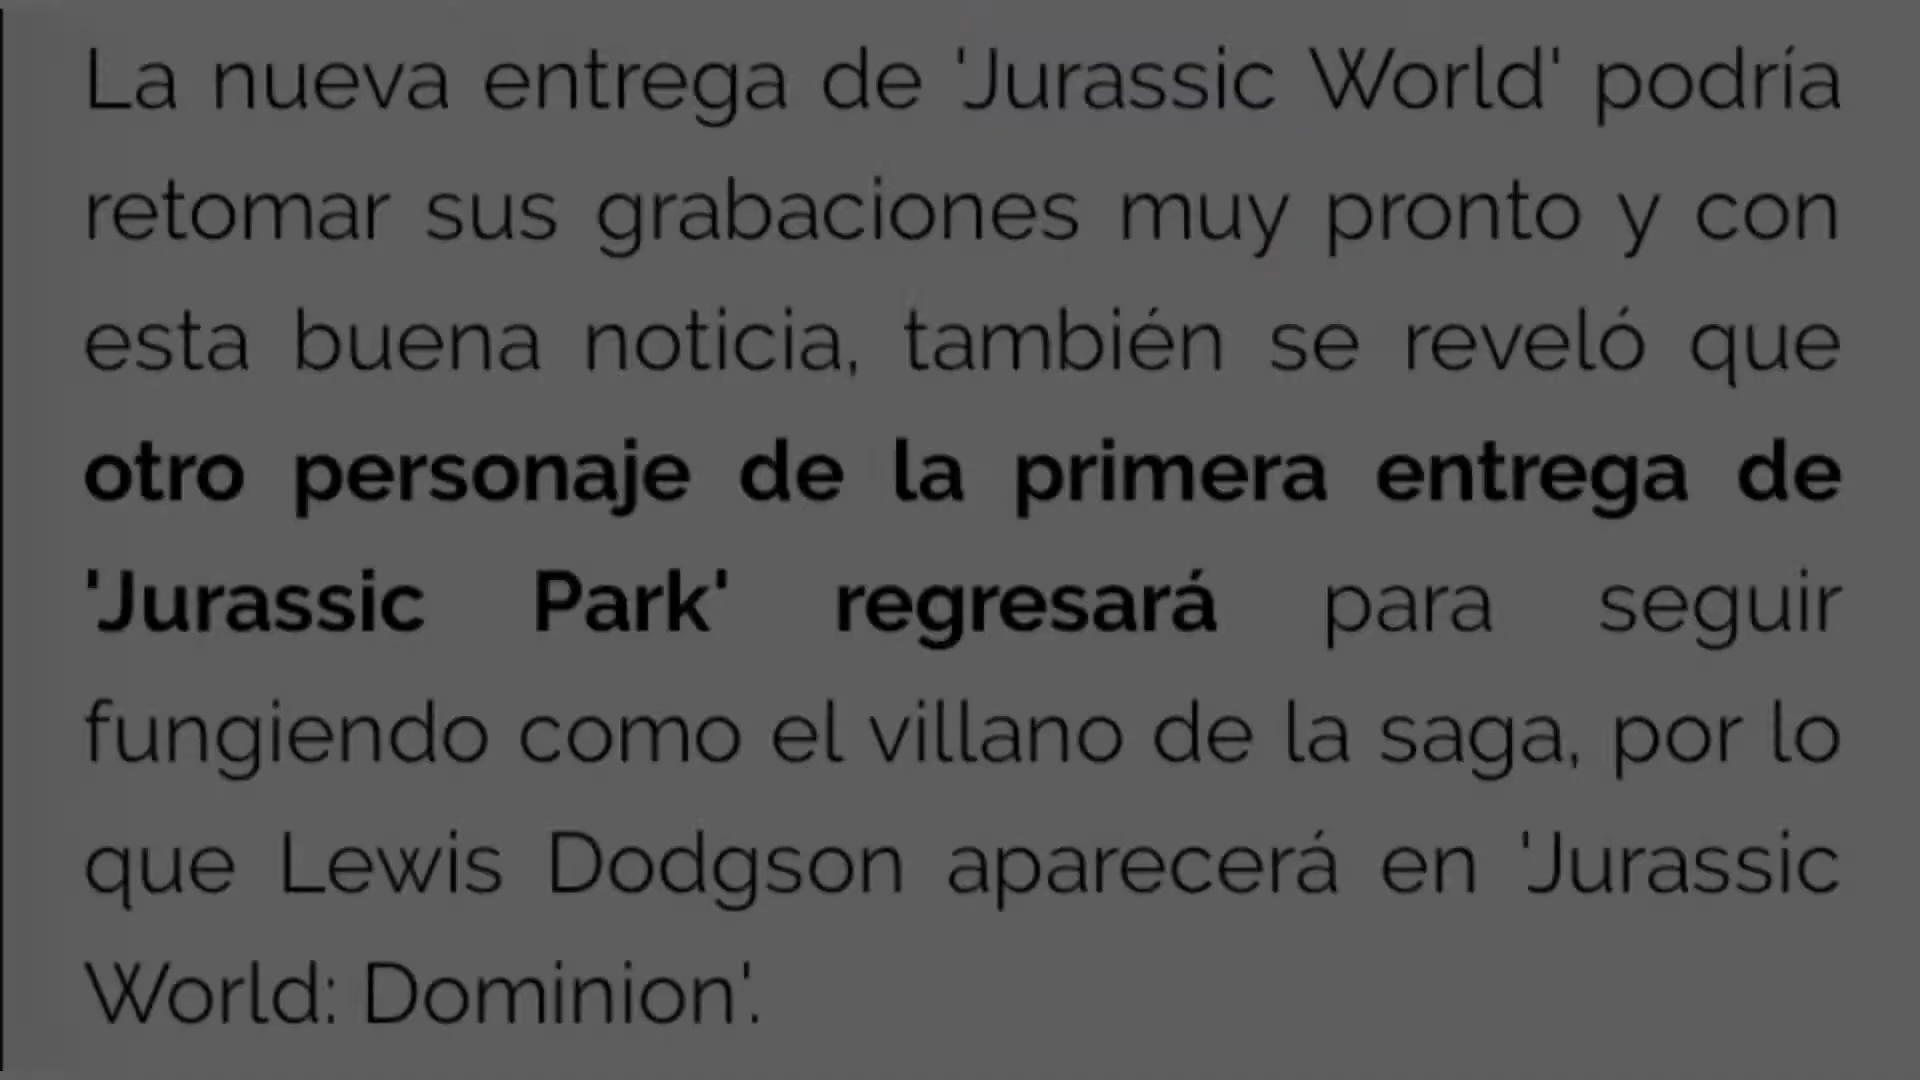 La nueva entrega de 'Jurassic World' podría
retomar sus grabaciones muy pronto y con
esta buena noticia, también se reveló que
otro personaje de la primera entrega de
'Jurassic Park' regresará para seguir
fungiendo como el villano de la saga, por lo
que Lewis Dodgson aparecerá en 'Jurassic
World: Dominion'.